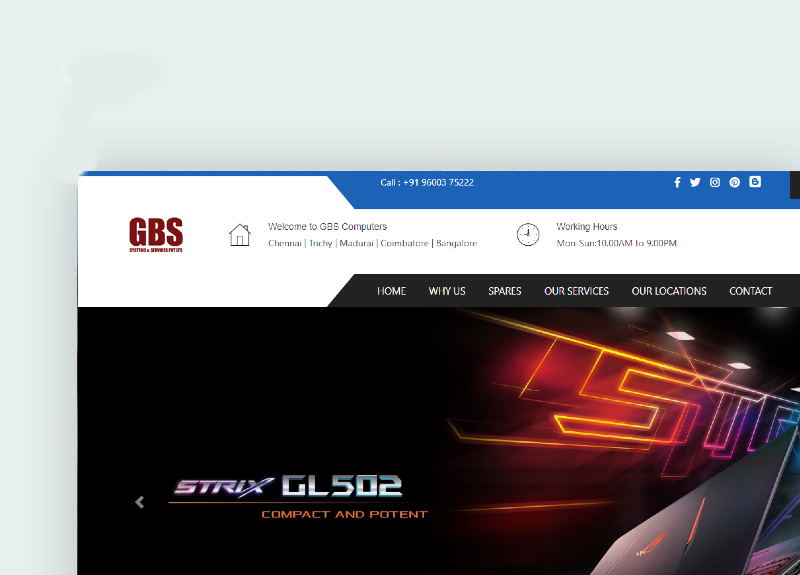 Call : +91 96003 75222
GBS
SYSTEMS & SERVICES PVT LTD
Welcome to GBS Computers
Chennai | Trichy | Madurai | Coimbatore | Bangalore
Working Hours
Mon-Sun:10.00AM to 9.00PM
HOME WHY US SPARES OUR SERVICES OUR LOCATIONS CONTACT
STRIX GL502
COMPACT AND POTENT